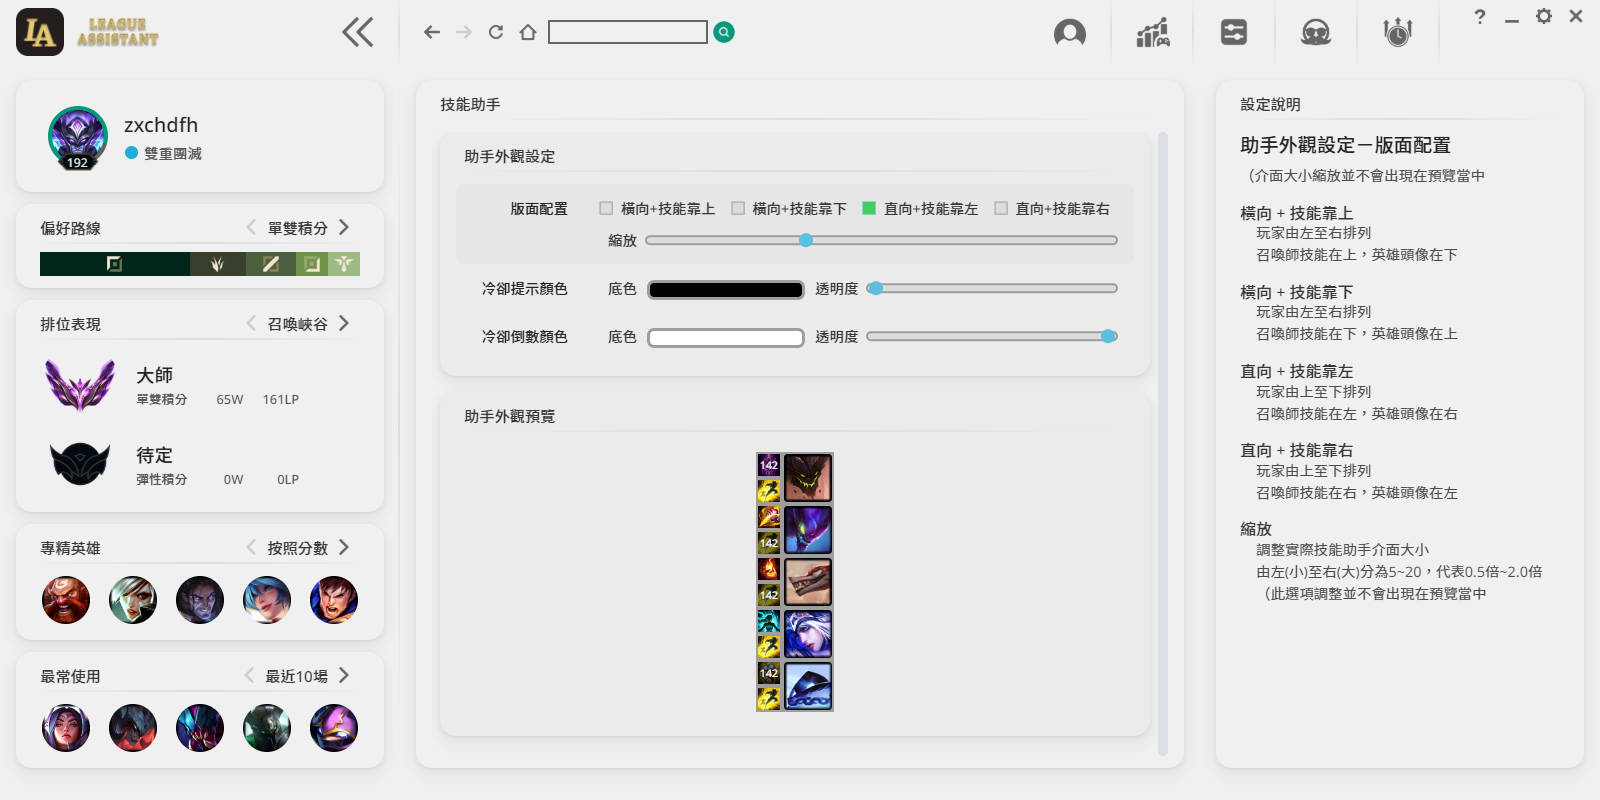 LA
LEAGUE
ASSISTANT
?
192
zxchdfh
雙重團滅
偏好路線
單雙積分
排位表現
召喚峽谷
大師
單雙積分 65W 161LP
待定
彈性積分 0W 0LP
專精英雄
按照分數
最常使用
最近10場
技能助手
助手外觀設定
版面配置 橫向+技能靠上 橫向+技能靠下 直向+技能靠左 直向+技能靠右
縮放
冷卻提示顏色 底色 透明度
冷卻倒數顏色 底色 透明度
助手外觀預覽
142
142
142
142
設定說明
助手外觀設定－版面配置
（介面大小縮放並不會出現在預覽當中
橫向 + 技能靠上
玩家由左至右排列
召喚師技能在上，英雄頭像在下
橫向 + 技能靠下
玩家由左至右排列
召喚師技能在下，英雄頭像在上
直向 + 技能靠左
玩家由上至下排列
召喚師技能在左，英雄頭像在右
直向 + 技能靠右
玩家由上至下排列
召喚師技能在右，英雄頭像在左
縮放
調整實際技能助手介面大小
由左(小)至右(大)分為5~20，代表0.5倍~2.0倍
（此選項調整並不會出現在預覽當中